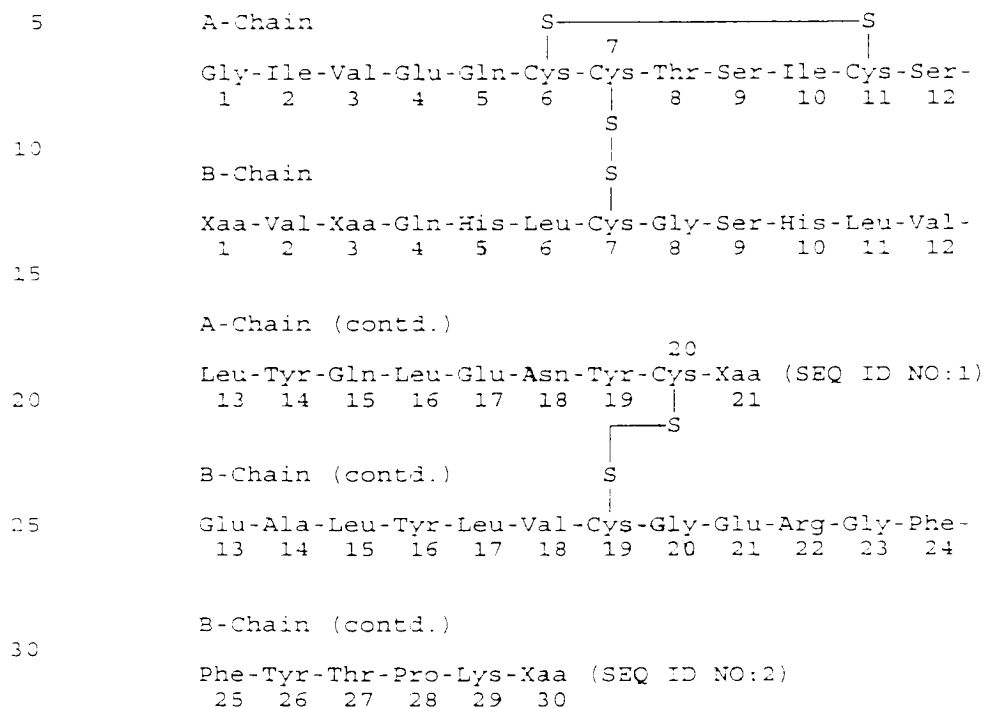 5 A-Chain S S
7
Gly-Ile-Val-Glu-Gln-Cys-Cys-Thr-Ser-Ile-Cys-Ser-
1 2 3 4 5 6 8 9 10 11 12
S
10
B-Chain S
Xaa-Val-Xaa-Gln-His-Leu-Cys-Gly-Ser-His-Leu-Val-
1 2 3 4 5 6 7 8 9 10 11 12
15
A-Chain (contd.)
20
Leu-Tyr-Gln-Leu-Glu-Asn-Tyr-Cys-Xaa (SEQ ID NO:1)
20 13 14 15 16 17 18 19 21
S
B-Chain (contd.) S
25 Glu-Ala-Leu-Tyr-Leu-Val-Cys-Gly-Glu-Arg-Gly-Phe-
13 14 15 16 17 18 19 20 21 22 23 24
B-Chain (contd.)
30
Phe-Tyr-Thr-Pro-Lys-Xaa (SEQ ID NO:2)
25 26 27 28 29 30